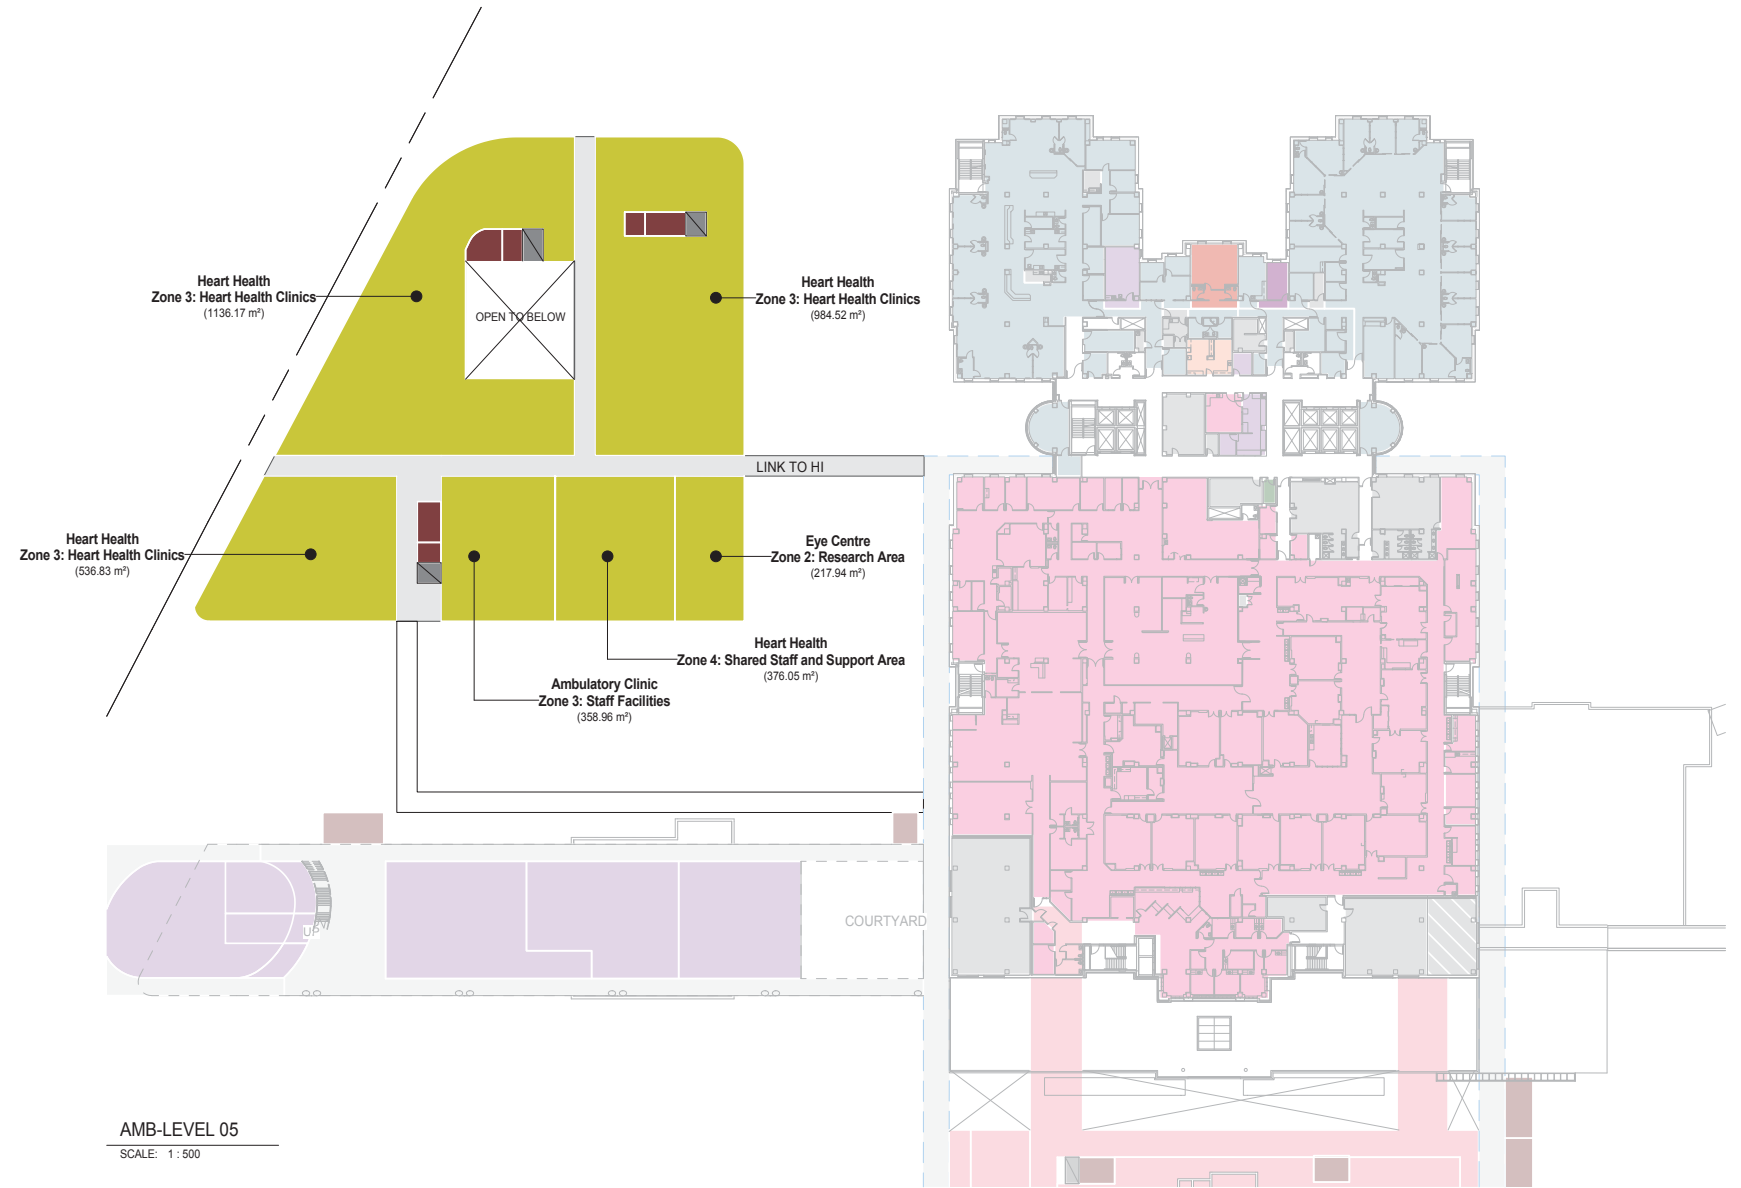 Heart Health
Zone 3: Heart Health Clinics
(1136.17 m²)
OPEN TO BELOW
Heart Health
Zone 3: Heart Health Clinics
(984.52 m²)
LINK TO HI
Heart Health
Zone 3: Heart Health Clinics
(536.83 m²)
Eye Centre
Zone 2: Research Area
(217.94 m²)
Heart Health
Zone 4: Shared Staff and Support Area
(376.05 m²)
Ambulatory Clinic
Zone 3: Staff Facilities
(358.96 m²)
COURTYARD
UP
AMB-LEVEL 05
SCALE: 1 : 500